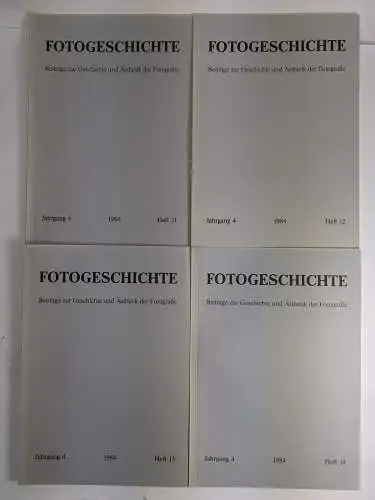 FOTOGESCHICHTE
Beiträge zur Geschichte und Ästhetik der Fotografie
Jahrgang 4 1984 Heft 11
FOTOGESCHICHTE
Beiträge zur Geschichte und Ästhetik der Fotografie
Jahrgang 4 1984 Heft 12
FOTOGESCHICHTE
Beiträge zur Geschichte und Ästhetik der Fotografie
Jahrgang 4 1984 Heft 13
FOTOGESCHICHTE
Beiträge zur Geschichte und Ästhetik der Fotografie
Jahrgang 4 1984 Heft